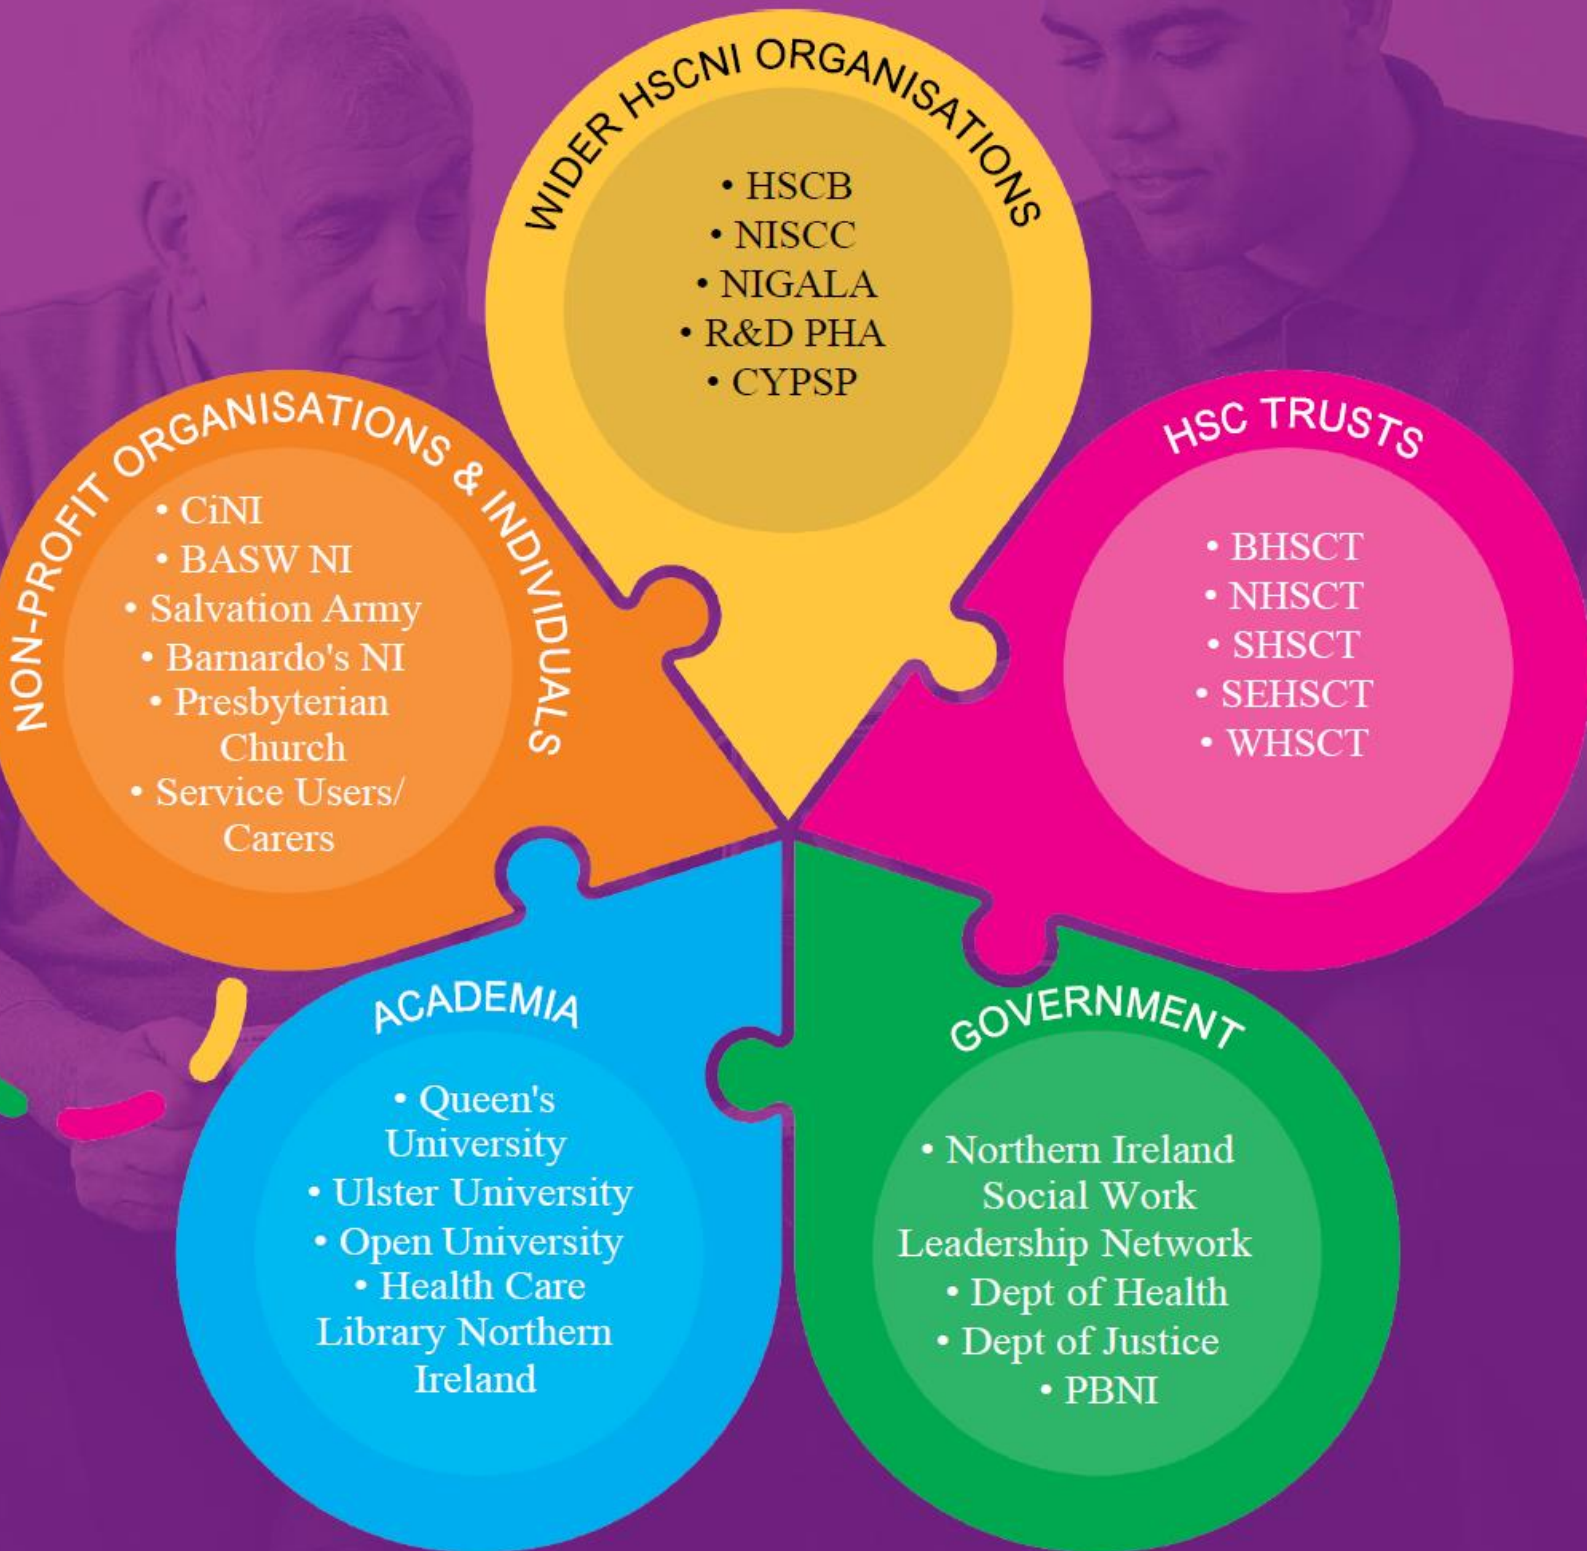 WIDER HSCNI ORGANISATIONS
• HSCB
• NISCC
• NIGALA
• R&D PHA
• CYPSP
HSC TRUSTS
• BHSCT
• NHSCT
• SHSCT
• SEHSCT
• WHSCT
NON-PROFIT ORGANISATIONS & INDIVIDUALS
• CiNI
• BASW NI
• Salvation Army
• Barnardo's NI
• Presbyterian
Church
• Service Users/
Carers
ACADEMIA
• Queen's
University
• Ulster University
• Open University
• Health Care
Library Northern
Ireland
GOVERNMENT
• Northern Ireland
Social Work
Leadership Network
• Dept of Health
• Dept of Justice
• PBNI